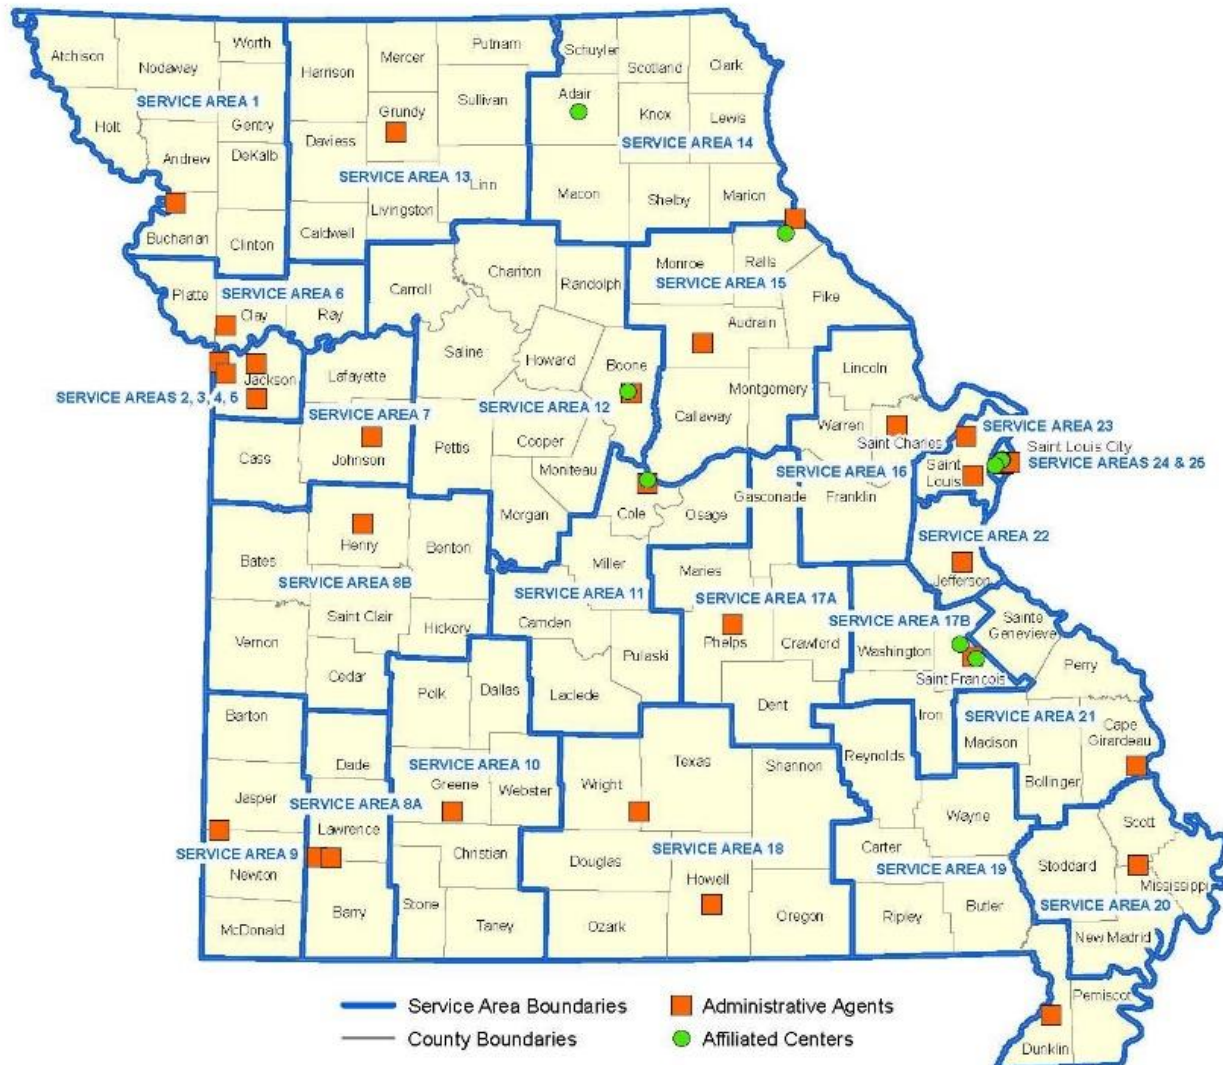 Worth
Putnam
Atchison
Nodaway
Harrison
Mercer
Schuyler
Scotland
Clark
SERVICE AREA 1
Grundy
Sullivan
Adair
Knox
Lewis
Holt
Gentry
Daviess
SERVICE AREA 14
Andrew
DeKalb
SERVICE AREA 13
Linn
Macon
Shelby
Marion
Livingston
Buchanan
Clinton
Caldwell
Chariton
Randolph
Monroe
Ralls
SERVICE AREA 15
Platte
SERVICE AREA 6
Carroll
Pike
Clay
Ray
Audrain
Saline
Howard
Boone
Lincoln
Jackson
Lafayette
Montgomery
SERVICE AREAS 2, 3, 4, 5
SERVICE AREA 7
SERVICE AREA 12
Callaway
Warren
Saint Charles
SERVICE AREA 23
Saint Louis City
SERVICE AREAS 24 & 25
Cass
Johnson
Pettis
Cooper
Moniteau
SERVICE AREA 16
Saint
Louis
Gasconade
Franklin
Morgan
Cole
Osage
Henry
Benton
SERVICE AREA 22
Bates
Miller
Maries
Jefferson
SERVICE AREA 8B
SERVICE AREA 11
SERVICE AREA 17A
Saint Clair
Camden
SERVICE AREA 17B
Sainte
Genevieve
Vernon
Hickory
Phelps
Crawford
Washington
Pulaski
Perry
Cedar
Saint Francois
Polk
Dallas
Laclede
Dent
Barton
Iron
SERVICE AREA 21
Cape
Girardeau
Madison
Reynolds
Dade
SERVICE AREA 10
Texas
Shannon
Bollinger
Jasper
Greene
Webster
Wright
SERVICE AREA 8A
Lawrence
Wayne
Scott
SERVICE AREA 9
Christian
Douglas
SERVICE AREA 18
Carter
SERVICE AREA 19
Stoddard
Newton
Howell
Mississippi
Stone
Barry
Taney
Ozark
Oregon
Ripley
Butler
SERVICE AREA 20
McDonald
New Madrid
Pemiscot
Dunklin
Service Area Boundaries
Administrative Agents
County Boundaries
Affiliated Centers